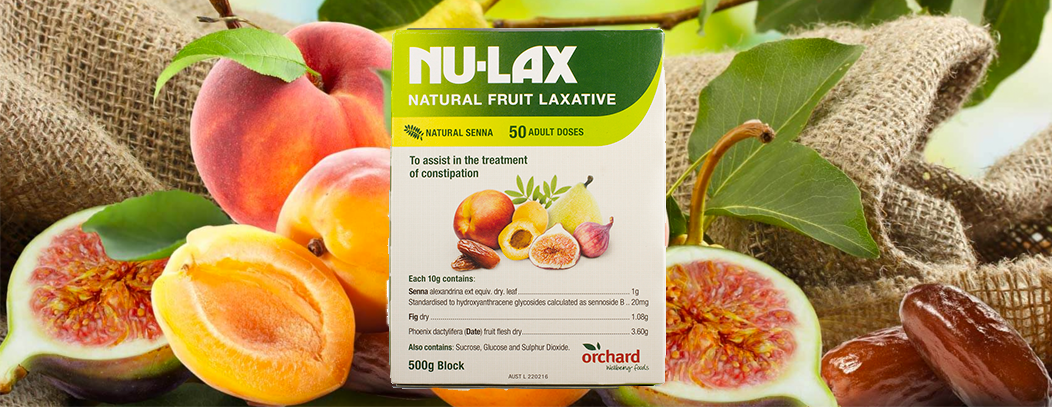 NU-LAX
NATURAL FRUIT LAXATIVE
NATURAL SENNA 50 ADULT DOSES
To assist in the treatment
of constipation
Each 10g contains:
Senna alexandrina ext equiv. dry. leaf 1g
Standardised to hydroxyanthracene glycosides calculated as sennoside B .. 20mg
Fig dry 1.08g
Phoenix dactylifera (Date) fruit flesh dry 3.60g
Also contains: Sucrose, Glucose and Sulphur Dioxide.
500g Block
orchard
Wellbeing foods
AUST L 220216